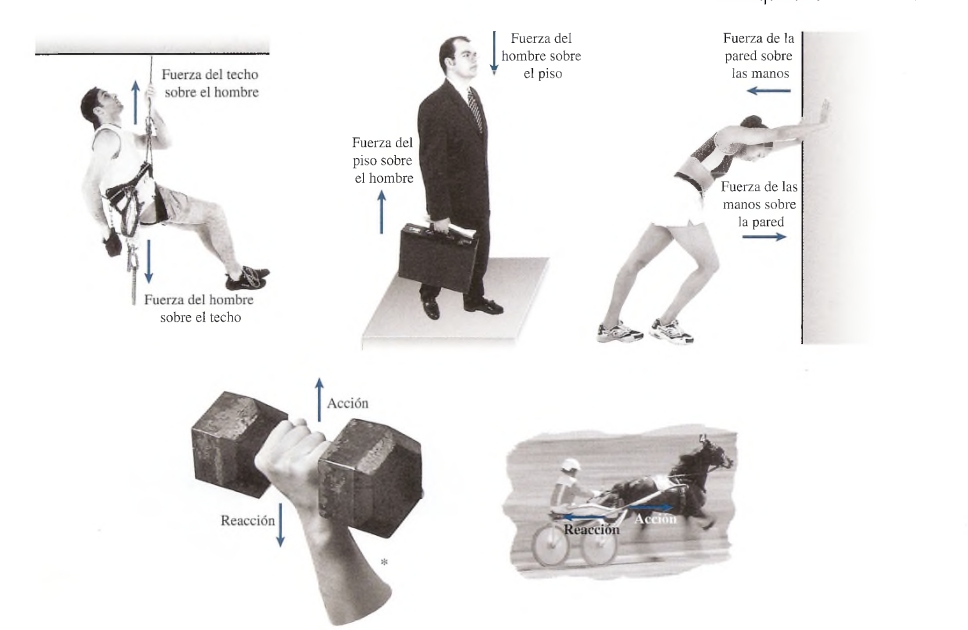 Fuerza del techo
sobre el hombre
Fuerza del hombre
sobre el techo
Fuerza del
hombre sobre
el piso
Fuerza del
piso sobre
el hombre
Fuerza de la
pared sobre
las manos
Fuerza de las
manos sobre
la pared
Acción
Reacción
*
Reacción
Acción